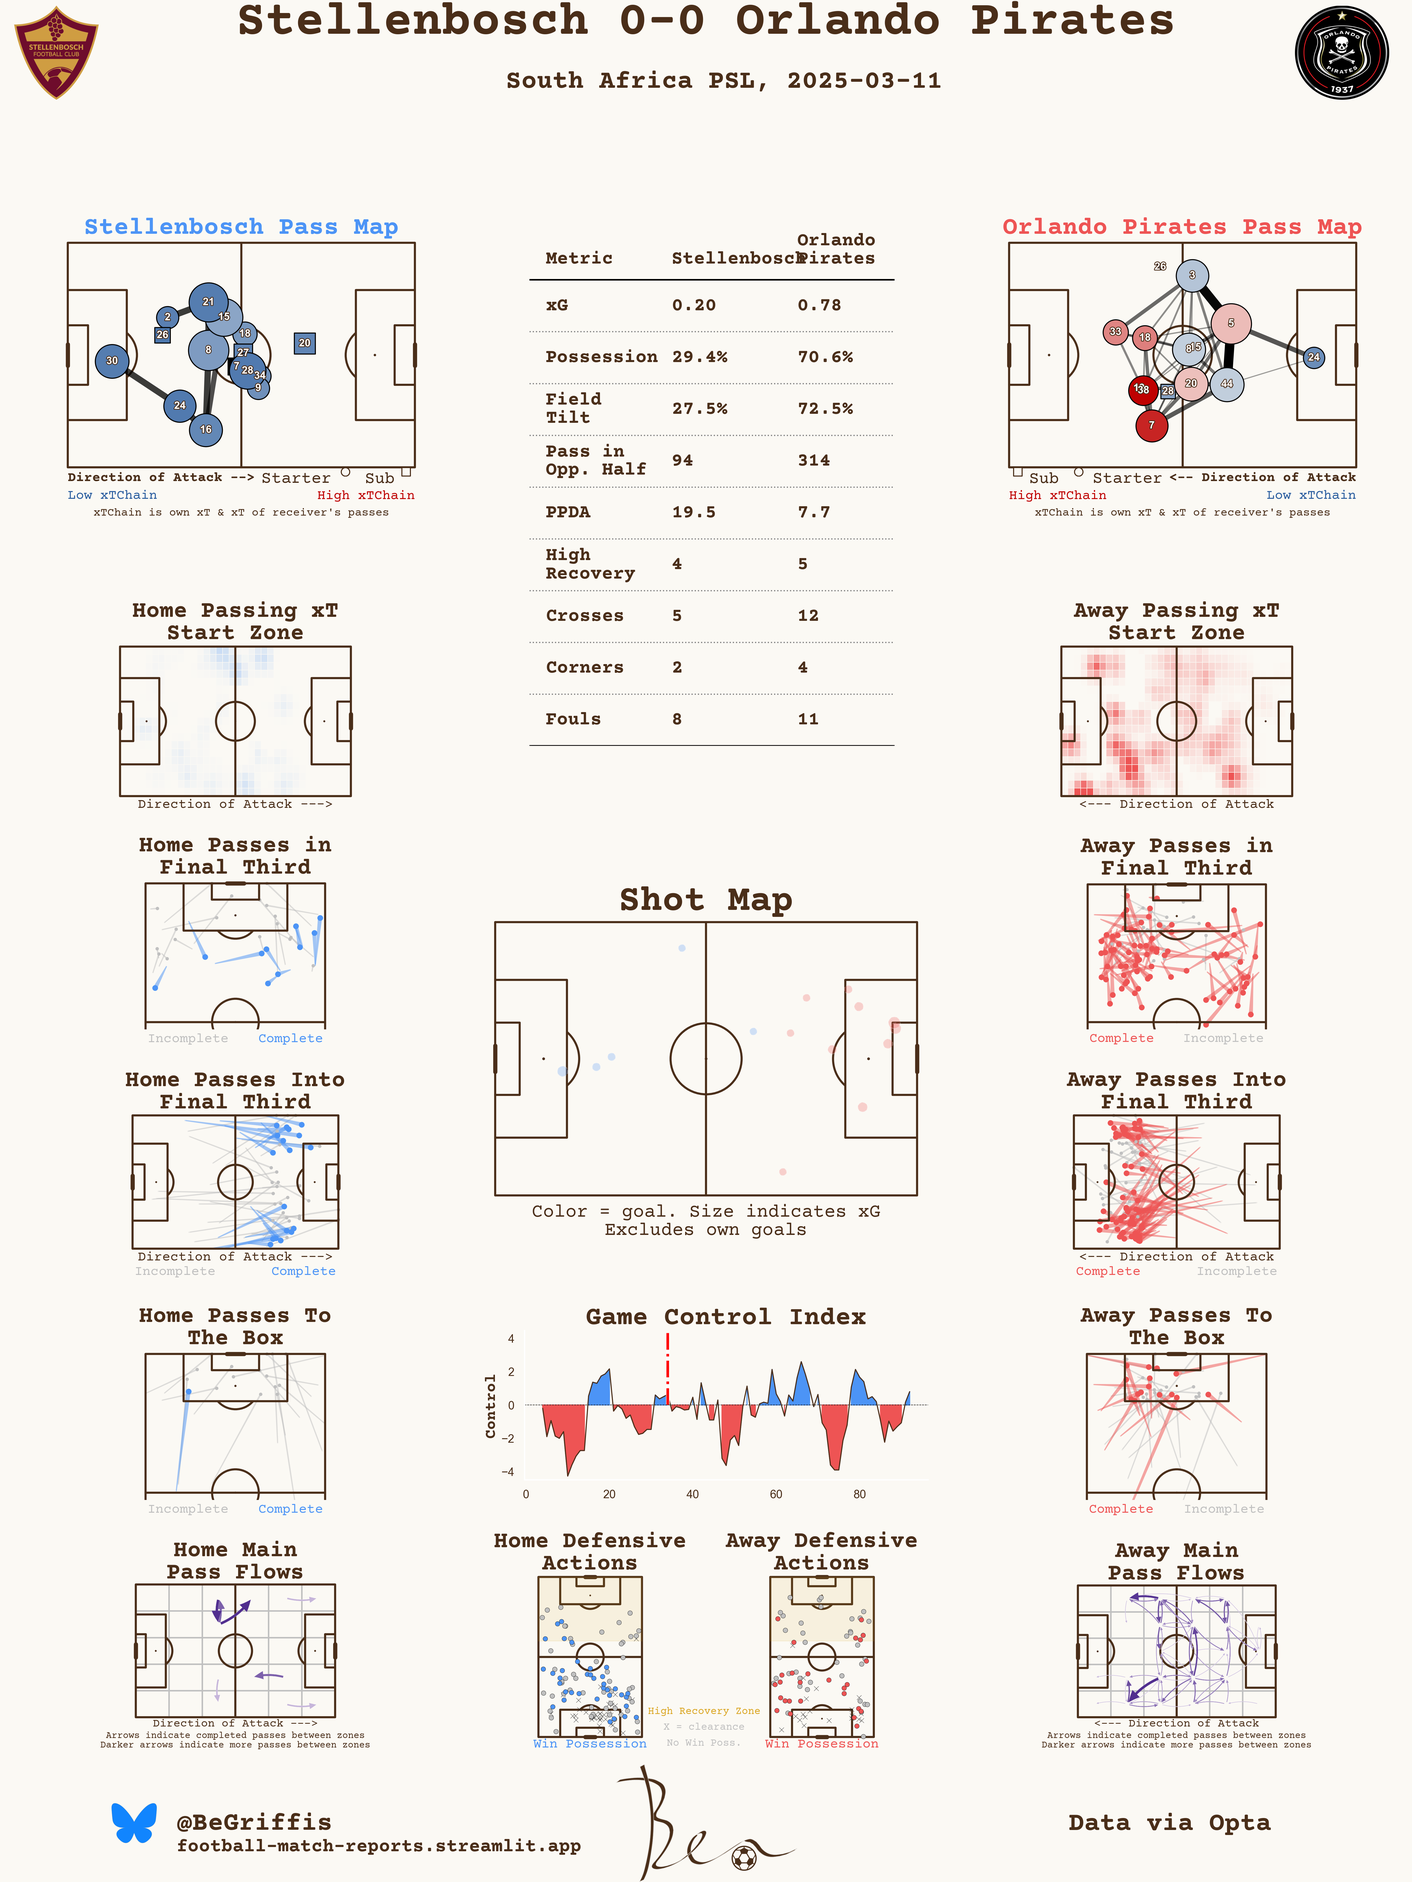 Stellenbosch 0-0 Orlando Pirates
South Africa PSL, 2025-03-11
STELLENBOSCH
FOOTBALL CLUB
ORLANDO
PIRATES
1937
Stellenbosch Pass Map
21
2
15
26
18
8
27
20
30
7
28
34
9
24
16
Direction of Attack --> Starter Sub
Low xTChain High xTChain
xTChain is own xT & xT of receiver's passes
Metric Stellenbosch Orlando Pirates
xG 0.20 0.78
Possession 29.4% 70.6%
Field Tilt 27.5% 72.5%
Pass in Opp. Half 94 314
PPDA 19.5 7.7
High Recovery 4 5
Crosses 5 12
Corners 2 4
Fouls 8 11
Orlando Pirates Pass Map
26
3
5
33
18
8
15
24
38
28
20
44
7
Sub Starter <-- Direction of Attack
High xTChain Low xTChain
xTChain is own xT & xT of receiver's passes
Home Passing xT
Start Zone
Direction of Attack --->
Away Passing xT
Start Zone
<--- Direction of Attack
Home Passes in
Final Third
Incomplete Complete
Away Passes in
Final Third
Complete Incomplete
Shot Map
Color = goal. Size indicates xG
Excludes own goals
Home Passes Into
Final Third
Direction of Attack --->
Incomplete Complete
Away Passes Into
Final Third
<--- Direction of Attack
Complete Incomplete
Home Passes To
The Box
Incomplete Complete
Game Control Index
Control
4
2
0
−2
−4
0 20 40 60 80
Away Passes To
The Box
Complete Incomplete
Home Main
Pass Flows
Direction of Attack --->
Arrows indicate completed passes between zones
Darker arrows indicate more passes between zones
Home Defensive
Actions
Win Possession
Away Defensive
Actions
Win Possession
High Recovery Zone
X = clearance
No Win Poss.
Away Main
Pass Flows
<--- Direction of Attack
Arrows indicate completed passes between zones
Darker arrows indicate more passes between zones
@BeGriffis
football-match-reports.streamlit.app
Ben
Data via Opta